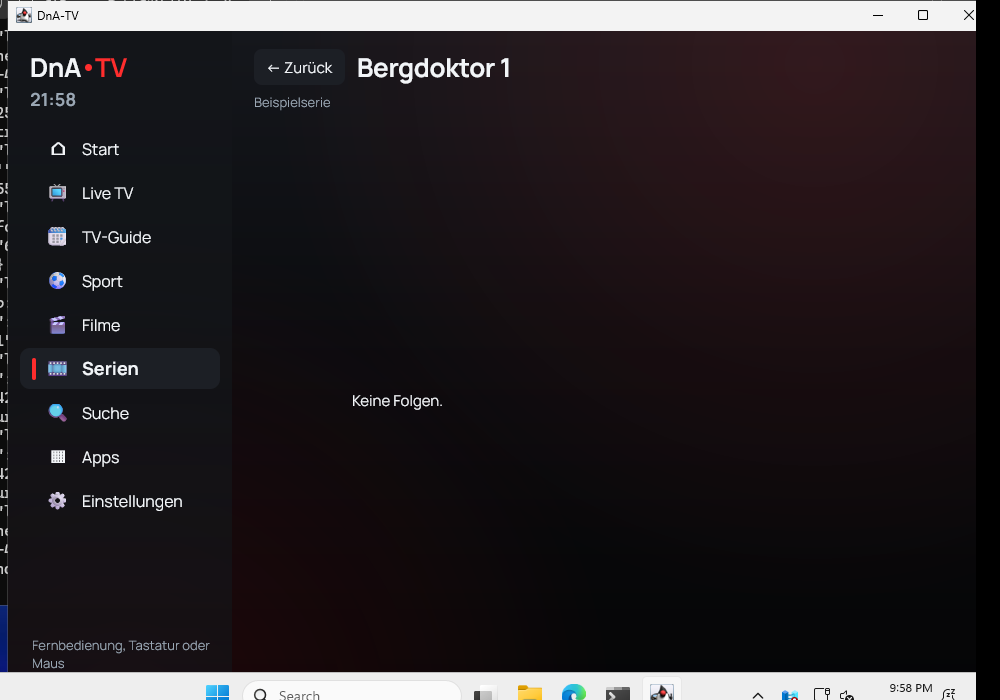 DnA-TV
DnA•TV
21:58
Start
Live TV
TV-Guide
Sport
Filme
Serien
Suche
Apps
Einstellungen
Fernbedienung, Tastatur oder
Maus
← Zurück
Bergdoktor 1
Beispielserie
Keine Folgen.
Search
9:58 PM